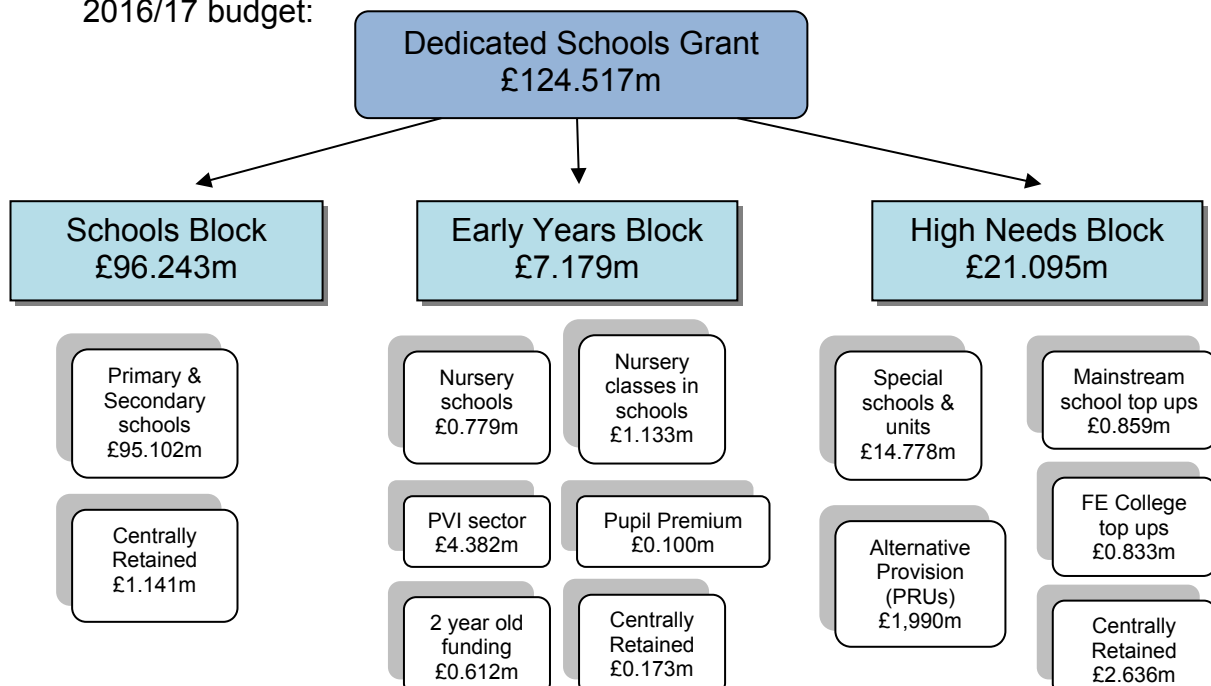 2016/17 budget:
Dedicated Schools Grant
£124.517m
Schools Block
£96.243m
Early Years Block
£7.179m
High Needs Block
£21.095m
Primary &
Secondary
schools
£95.102m
Centrally
Retained
£1.141m
Nursery
schools
£0.779m
Nursery
classes in
schools
£1.133m
PVI sector
£4.382m
Pupil Premium
£0.100m
2 year old
funding
£0.612m
Centrally
Retained
£0.173m
Special
schools &
units
£14.778m
Mainstream
school top ups
£0.859m
Alternative
Provision
(PRUs)
£1,990m
FE College
top ups
£0.833m
Centrally
Retained
£2.636m